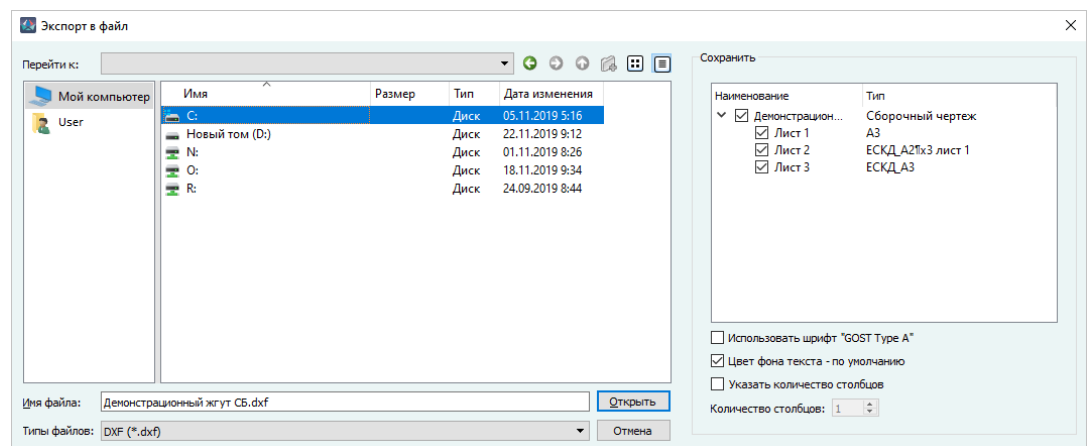 Экспорт в файл
Перейти к:
Мой компьютер
User
Имя Размер Тип Дата изменения
C: Диск 05.11.2019 5:16
Новый том (D:) Диск 22.11.2019 9:12
N: Диск 01.11.2019 8:26
O: Диск 18.11.2019 9:34
R: Диск 24.09.2019 8:44
Имя файла: Демонстрационный жгут СБ.dxf Открыть
Типы файлов: DXF (*.dxf) Отмена
Сохранить
Наименование Тип
Демонстрацион... Сборочный чертеж
Лист 1 А3
Лист 2 ЕСКД_А2¶х3 лист 1
Лист 3 ЕСКД_А3
Использовать шрифт "GOST Type A"
Цвет фона текста - по умолчанию
Указать количество столбцов
Количество столбцов: 1